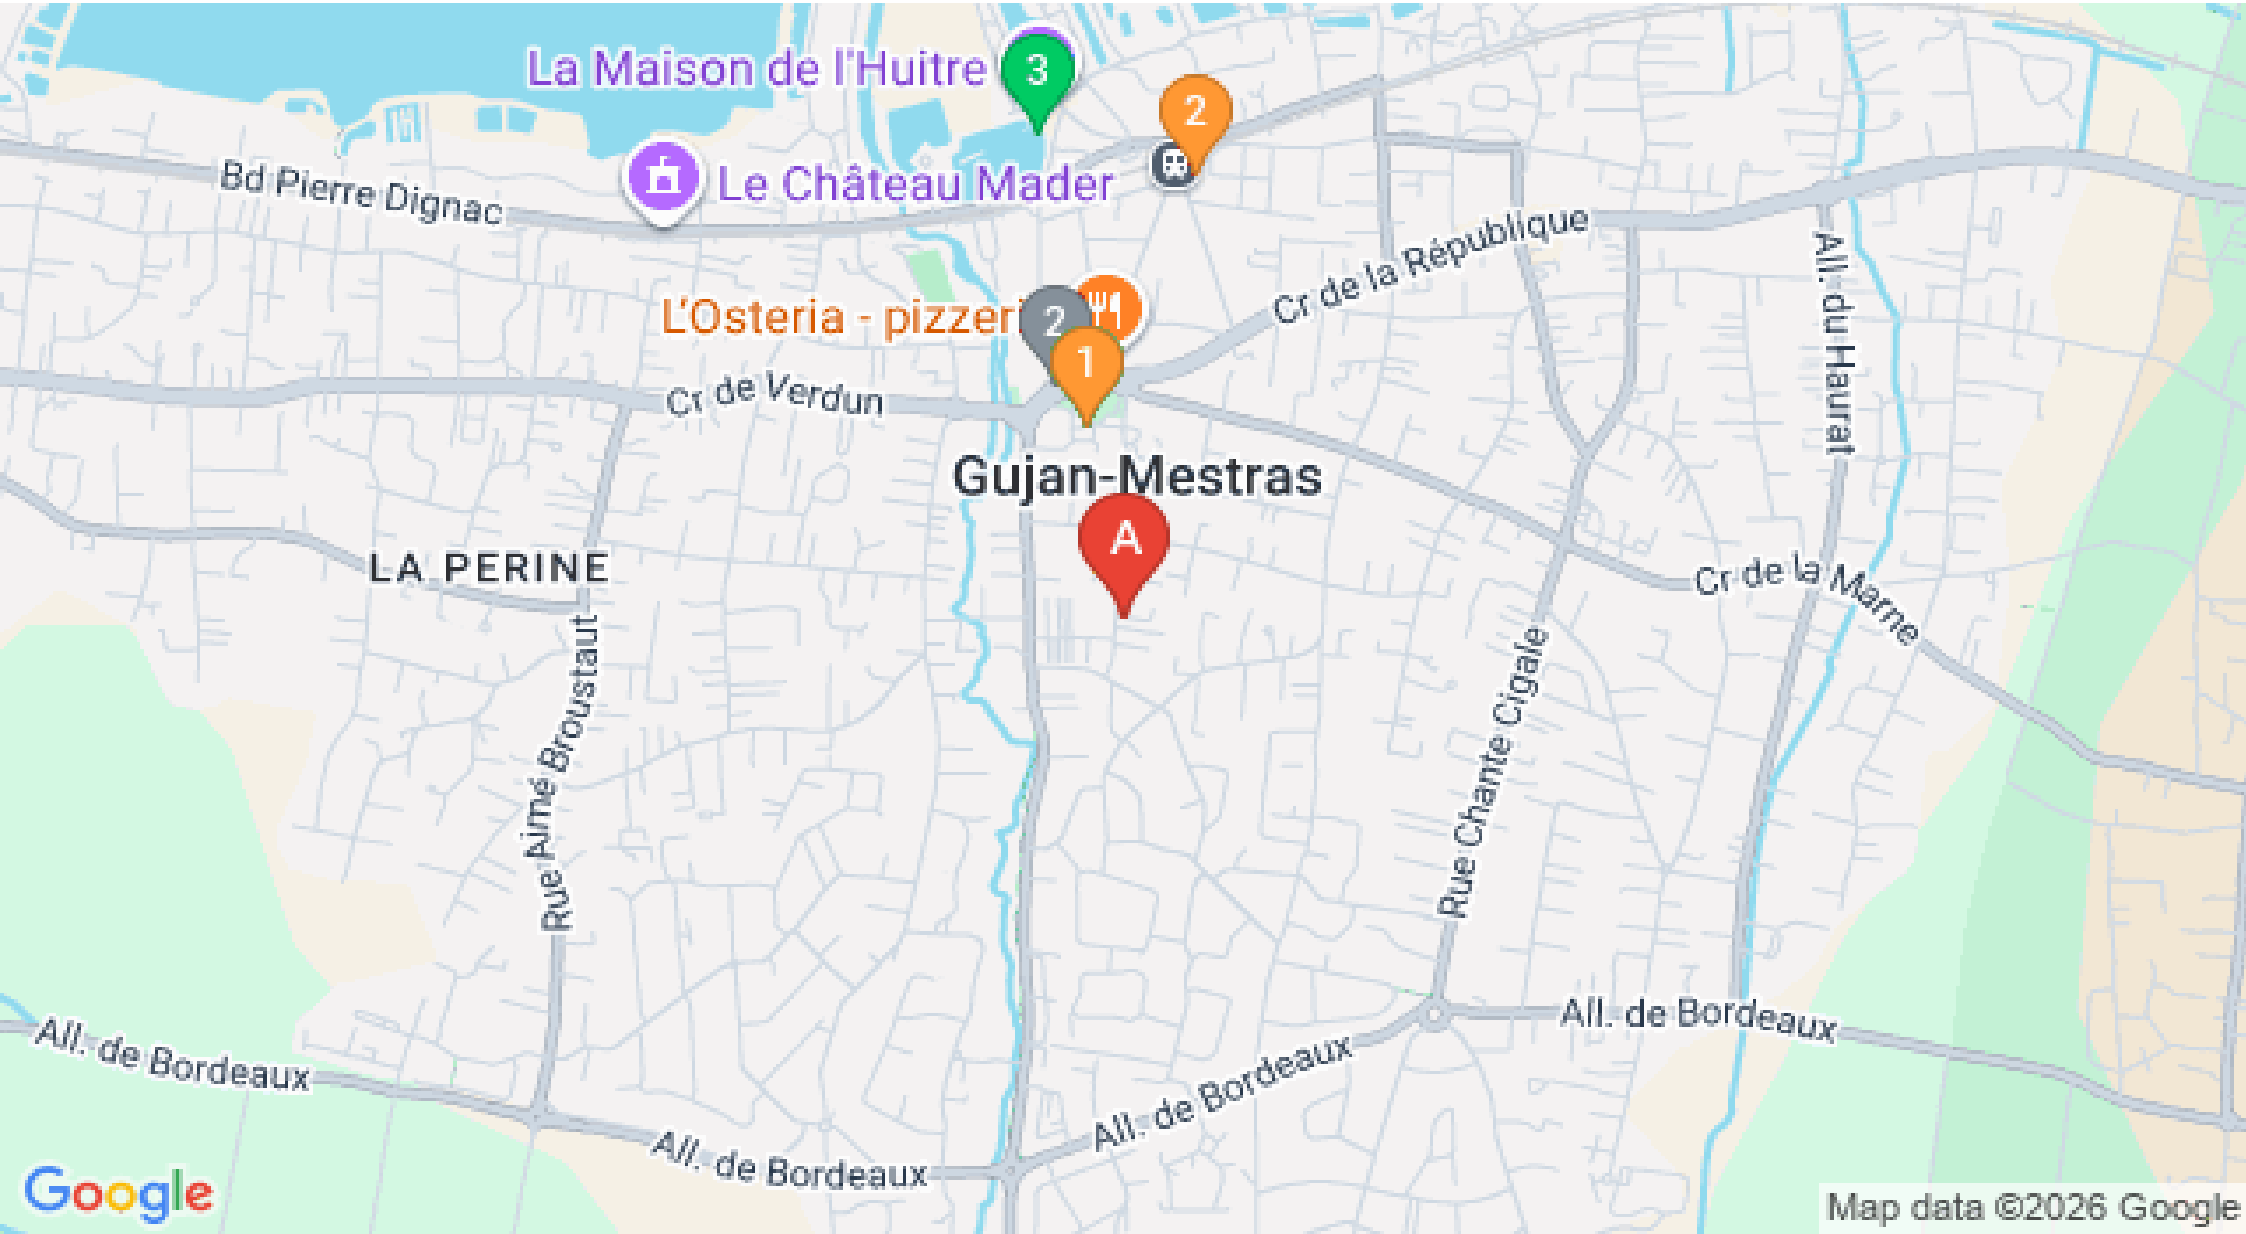 La Maison de l'Huitre
3
2
Bd Pierre Dignac
Le Château Mader
Cr de la République
All. du Haurat
L'Osteria - pizzeri
2
1
Cr de Verdun
Gujan-Mestras
A
LA PERINE
Cr de la Marne
Rue Aimé Broustaut
Rue Chante Cigale
All. de Bordeaux
All. de Bordeaux
All. de Bordeaux
All. de Bordeaux
Google
Map data ©2026 Google